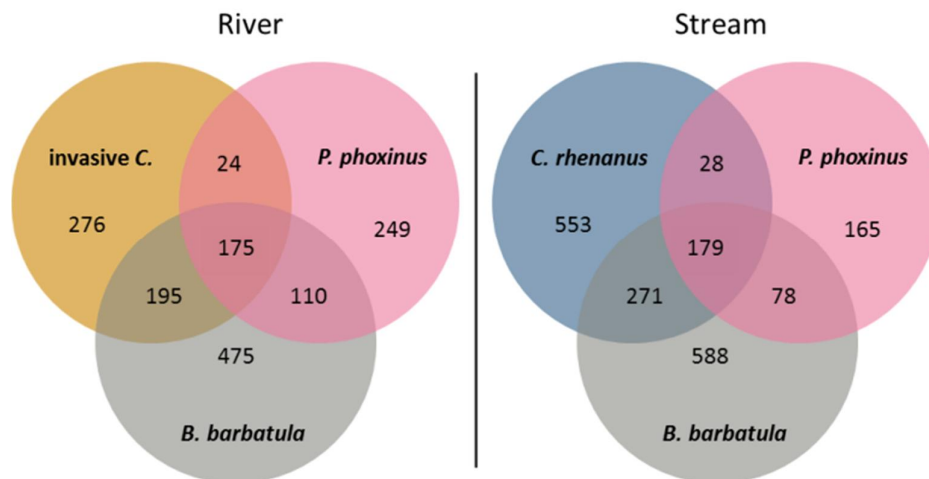 River
Stream
invasive C.
24
P. phoxinus
276
249
175
195
110
475
B. barbatula
C. rhenanus
28
P. phoxinus
553
165
179
271
78
588
B. barbatula